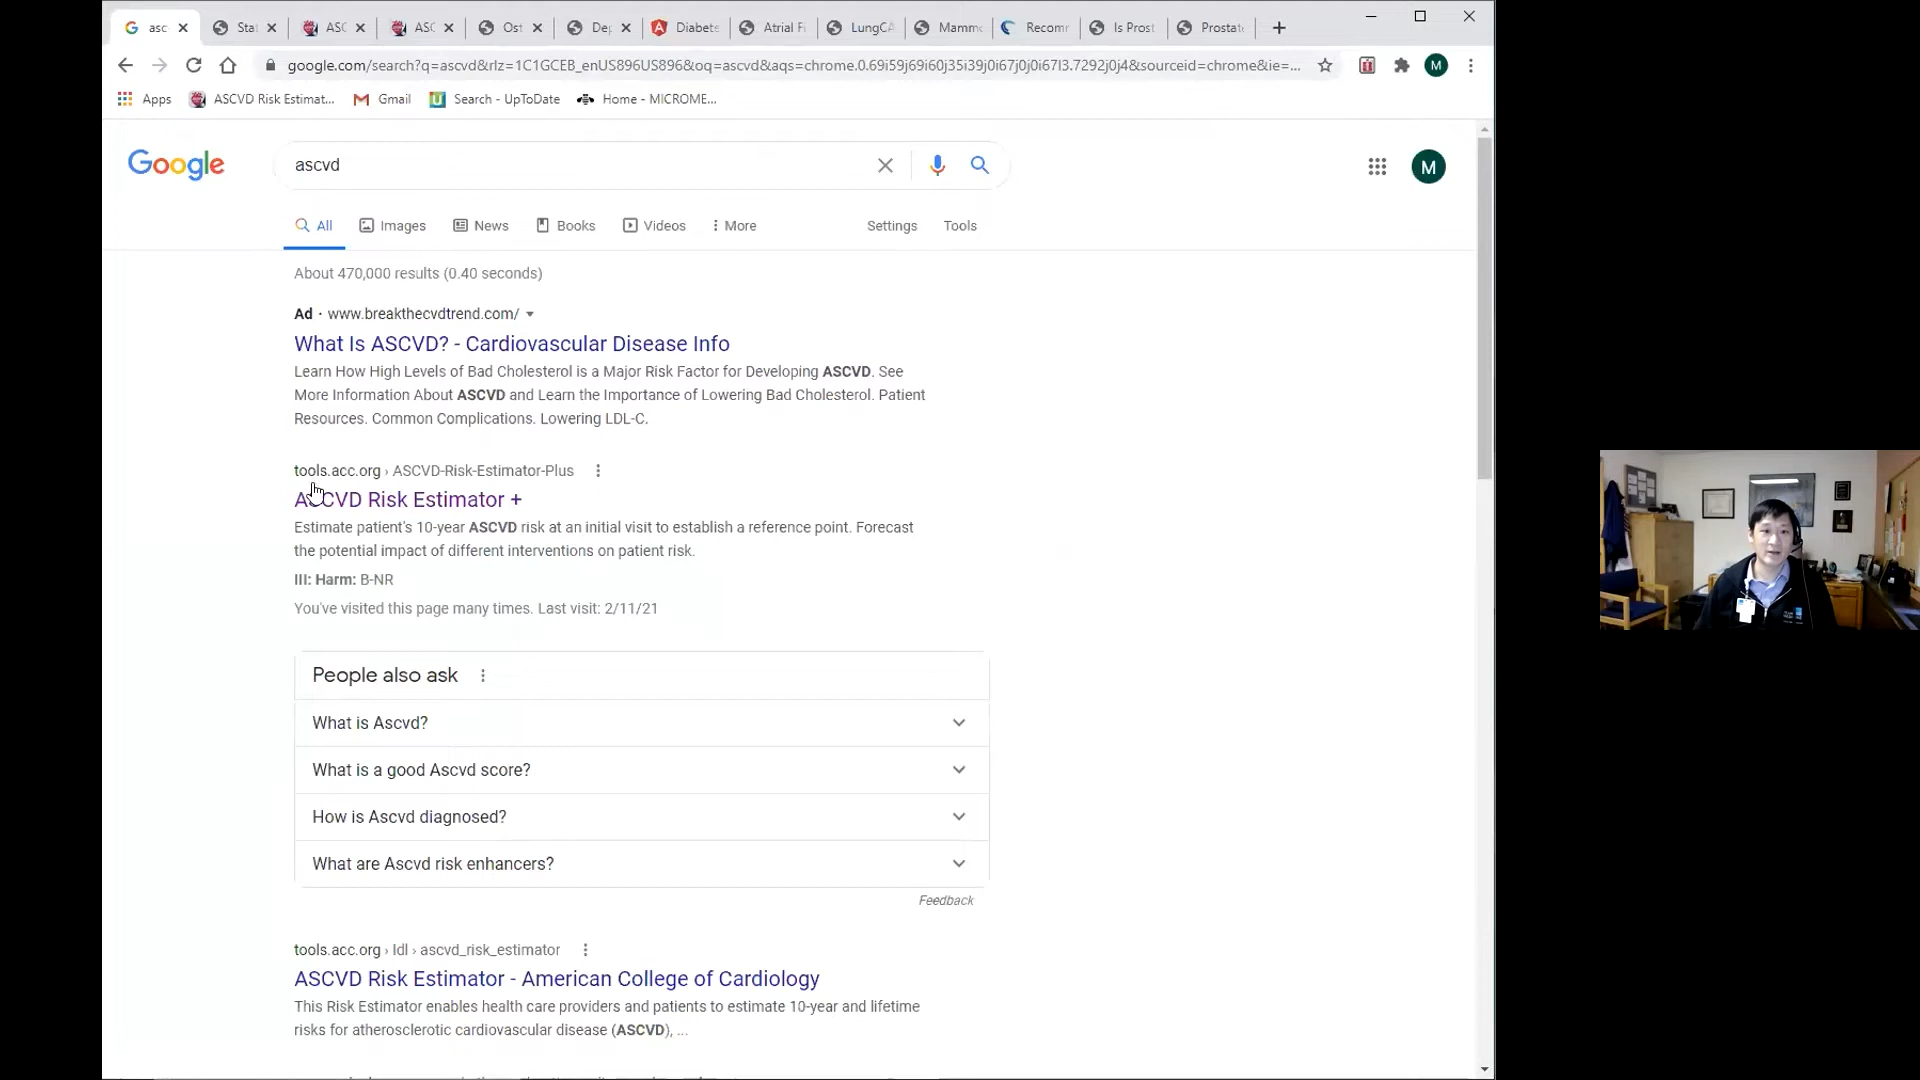 asc
Stat
ASC
ASC
Ost
Dep
Diabete
Atrial Fi
LungCA
Mammo
Recomm
Is Prost
Prostate
google.com/search?q=ascvd&rlz=1C1GCEB_enUS896US896&oq=ascvd&aqs=chrome.0.69i59j69i60j35i39j0i67j0j0i67l3.7292j0j4&sourceid=chrome&ie=...
M
Apps
ASCVD Risk Estimat...
Gmail
Search - UpToDate
Home - MICROME...
Google
ascvd
M
All
Images
News
Books
Videos
More
Settings
Tools
About 470,000 results (0.40 seconds)
Ad · www.breakthecvdtrend.com/
What Is ASCVD? - Cardiovascular Disease Info
Learn How High Levels of Bad Cholesterol is a Major Risk Factor for Developing ASCVD. See
More Information About ASCVD and Learn the Importance of Lowering Bad Cholesterol. Patient
Resources. Common Complications. Lowering LDL-C.
tools.acc.org › ASCVD-Risk-Estimator-Plus
ASCVD Risk Estimator +
Estimate patient's 10-year ASCVD risk at an initial visit to establish a reference point. Forecast
the potential impact of different interventions on patient risk.
III: Harm: B-NR
You've visited this page many times. Last visit: 2/11/21
People also ask
What is Ascvd?
What is a good Ascvd score?
How is Ascvd diagnosed?
What are Ascvd risk enhancers?
Feedback
tools.acc.org › ldl › ascvd_risk_estimator
ASCVD Risk Estimator - American College of Cardiology
This Risk Estimator enables health care providers and patients to estimate 10-year and lifetime
risks for atherosclerotic cardiovascular disease (ASCVD), ...